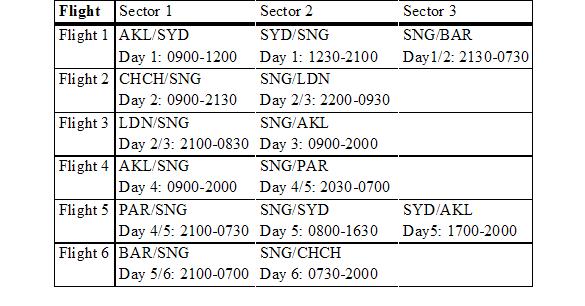 Flight Sector 1 Sector 2 Sector 3
Flight 1 AKL/SYD SYD/SNG SNG/BAR
Day 1: 0900-1200 Day 1: 1230-2100 Day1/2: 2130-0730
Flight 2 CHCH/SNG SNG/LDN
Day 2: 0900-2130 Day 2/3: 2200-0930
Flight 3 LDN/SNG SNG/AKL
Day 2/3: 2100-0830 Day 3: 0900-2000
Flight 4 AKL/SNG SNG/PAR
Day 4: 0900-2000 Day 4/5: 2030-0700
Flight 5 PAR/SNG SNG/SYD SYD/AKL
Day 4/5: 2100-0730 Day 5: 0800-1630 Day5: 1700-2000
Flight 6 BAR/SNG SNG/CHCH
Day 5/6: 2100-0700 Day 6: 0730-2000